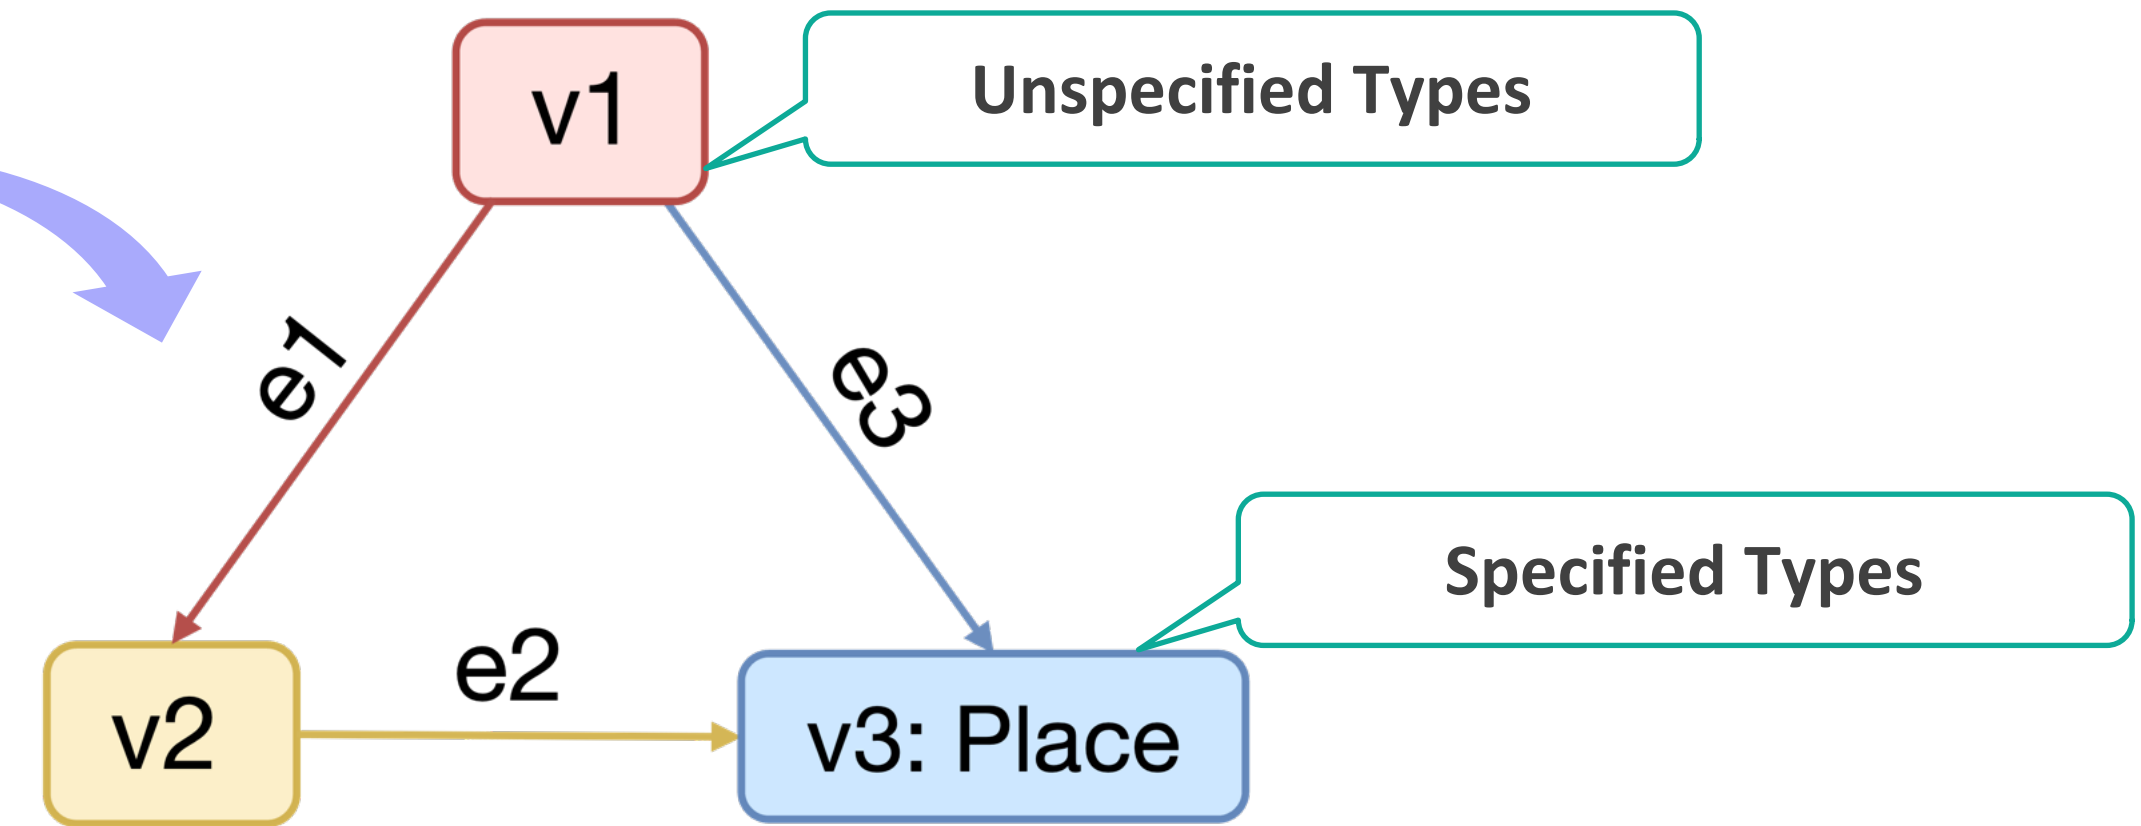 v1
Unspecified Types
e1
e3
Specified Types
e2
v2
v3: Place